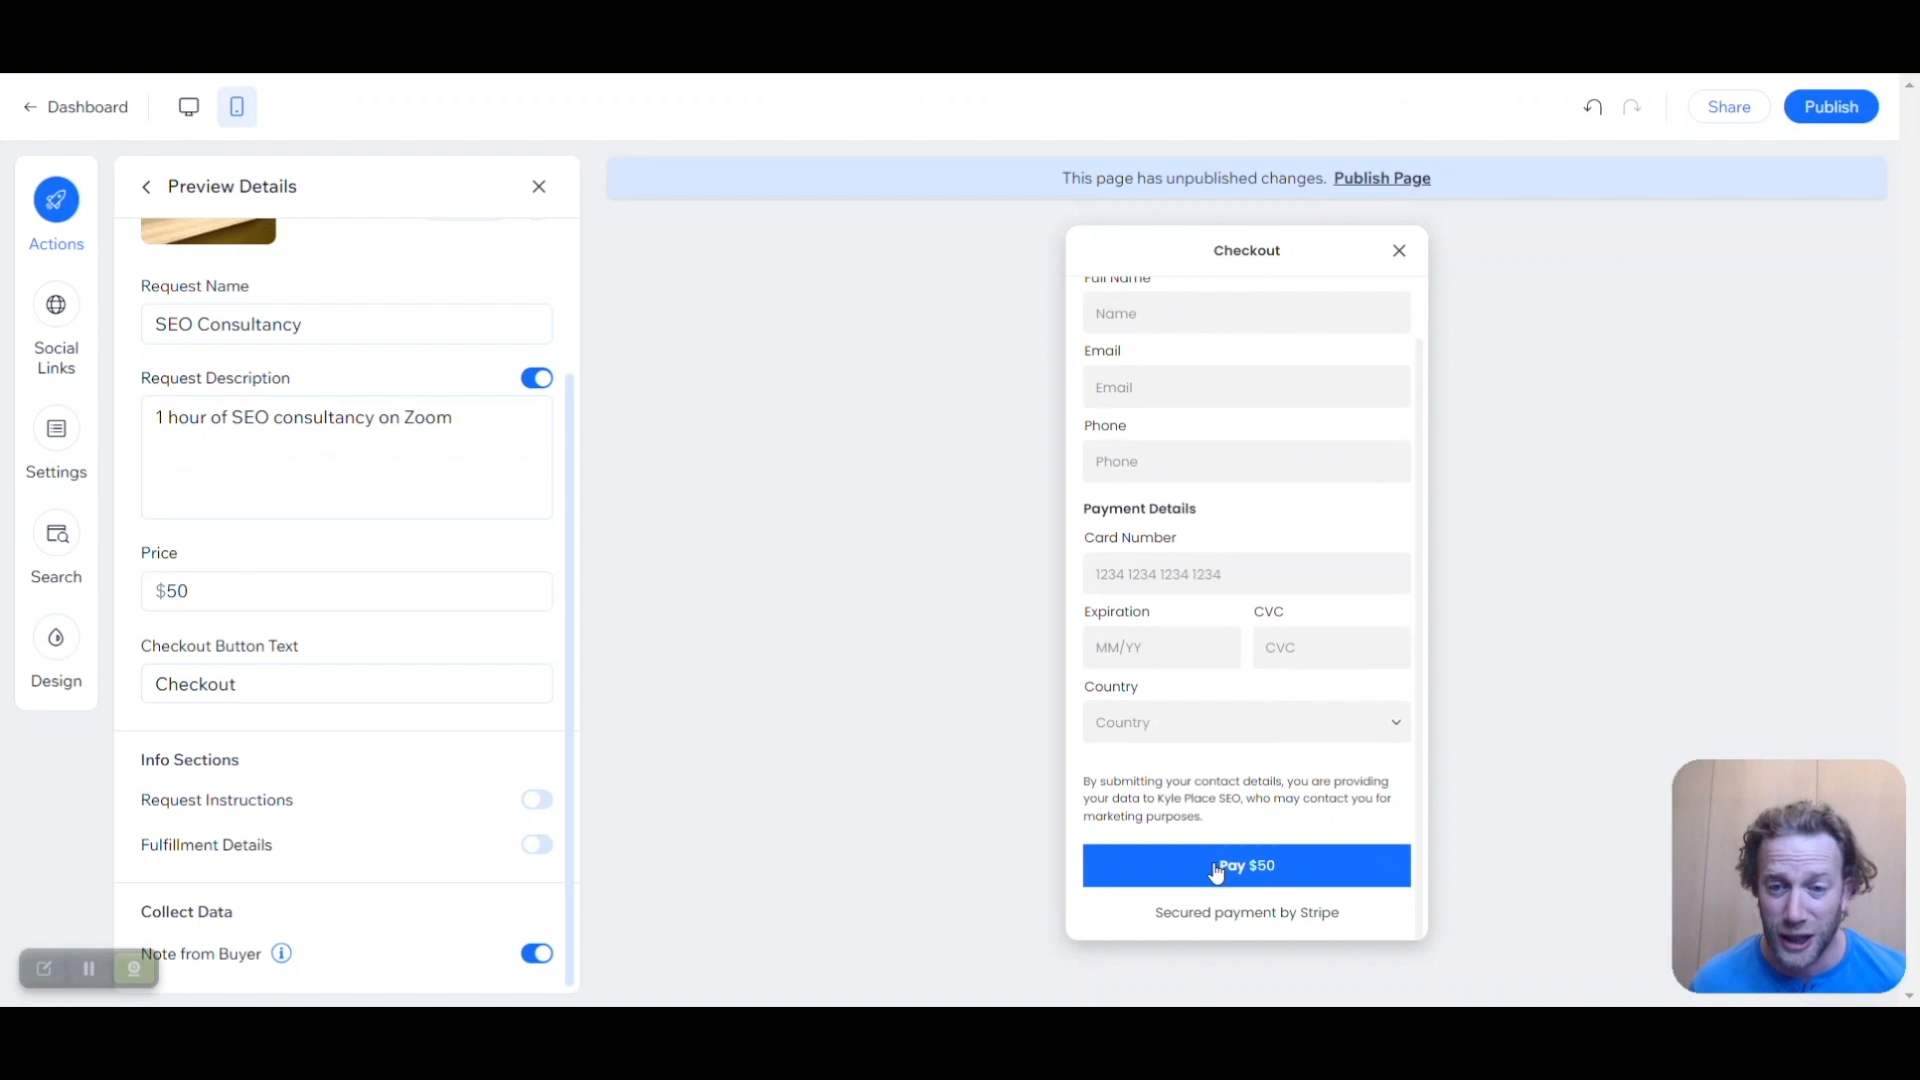 Dashboard
Share
Publish
Actions
Social
Links
Settings
Search
Design
Preview Details
Request Name
SEO Consultancy
Request Description
1 hour of SEO consultancy on Zoom
Price
$50
Checkout Button Text
Checkout
Info Sections
Request Instructions
Fulfillment Details
Collect Data
Note from Buyer
This page has unpublished changes. Publish Page
Checkout
Full Name
Name
Email
Email
Phone
Phone
Payment Details
Card Number
1234 1234 1234 1234
Expiration CVC
MM/YY CVC
Country
Country
By submitting your contact details, you are providing
your data to Kyle Place SEO, who may contact you for
marketing purposes.
Pay $50
Secured payment by Stripe